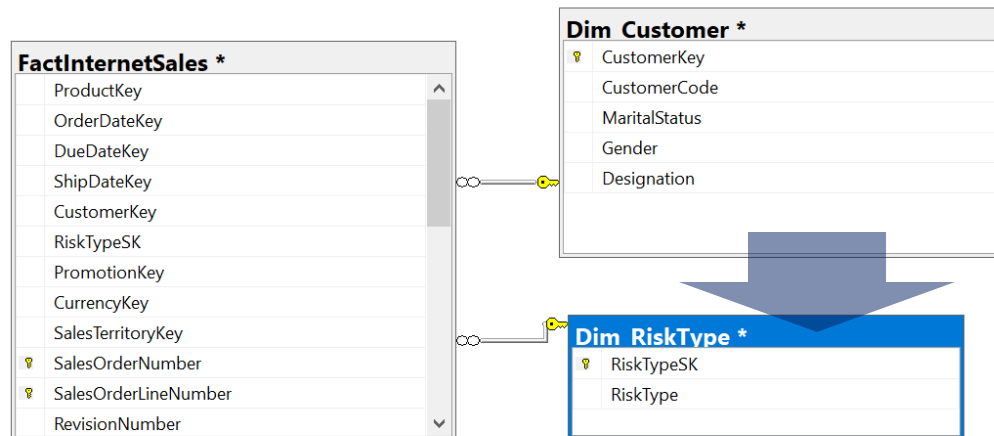 FactInternetSales *
ProductKey
OrderDateKey
DueDateKey
ShipDateKey
CustomerKey
RiskTypeSK
PromotionKey
CurrencyKey
SalesTerritoryKey
SalesOrderNumber
SalesOrderLineNumber
RevisionNumber
Dim_Customer *
CustomerKey
CustomerCode
MaritalStatus
Gender
Designation
Dim_RiskType *
RiskTypeSK
RiskType